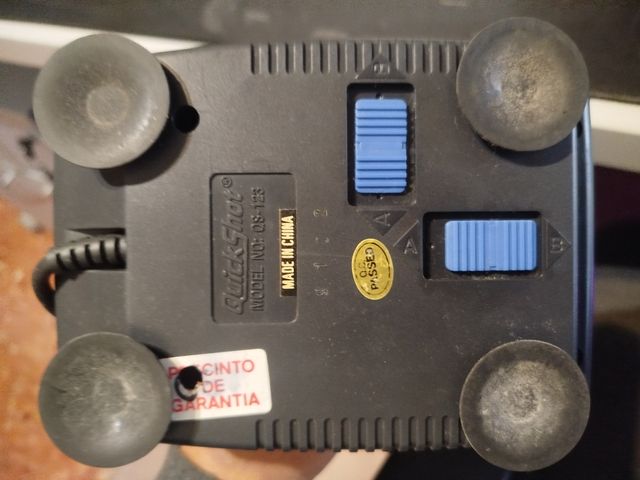 QuickShot®
MODEL NO: QS-123
MADE IN CHINA
Q.C
PASSED
A
B
A
B
PRECINTO
DE
GARANTIA